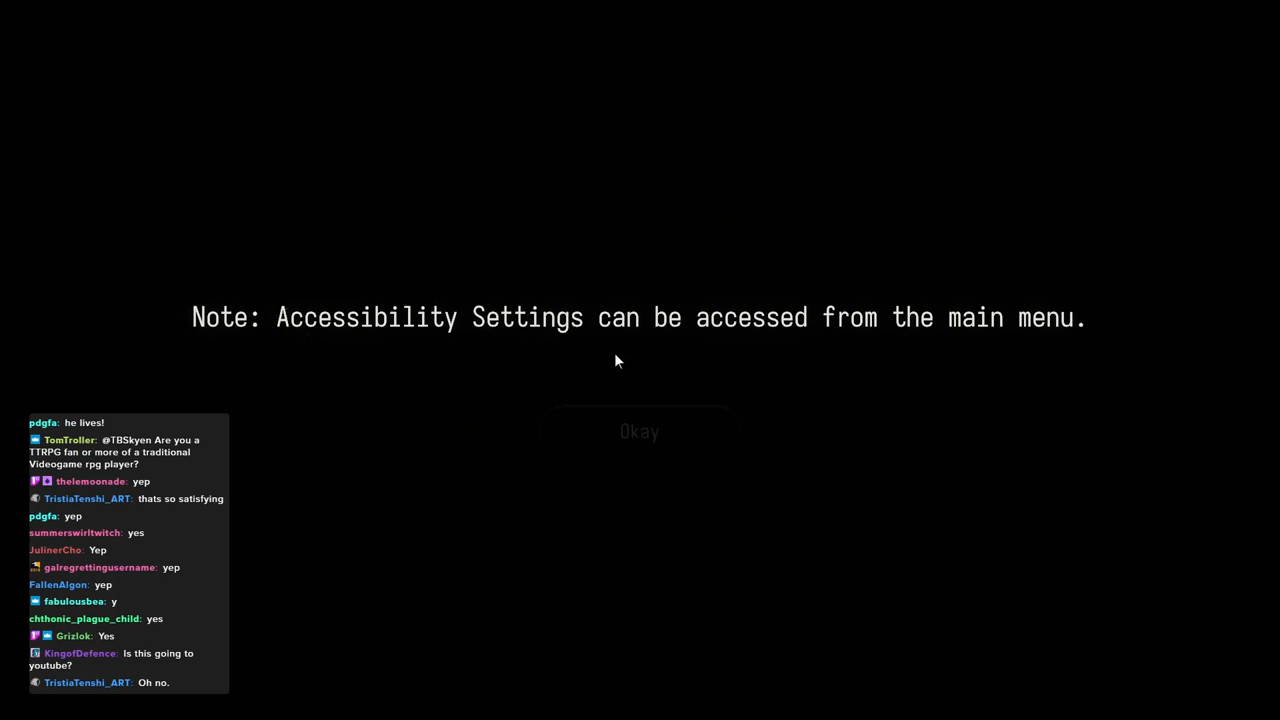 Note: Accessibility Settings can be accessed from the main menu.
Okay
pdgfa: he lives!
TomTroller: @TBSkyen Are you a
TTRPG fan or more of a traditional
Videogame rpg player?
thelemoonade: yep
TristiaTenshi_ART: thats so satisfying
pdgfa: yep
summerswirltwitch: yes
JulinerCho: Yep
galregrettingusername: yep
FallenAlgon: yep
fabulousbea: y
chthonic_plague_child: yes
Grizlok: Yes
KingofDefence: Is this going to
youtube?
TristiaTenshi_ART: Oh no.